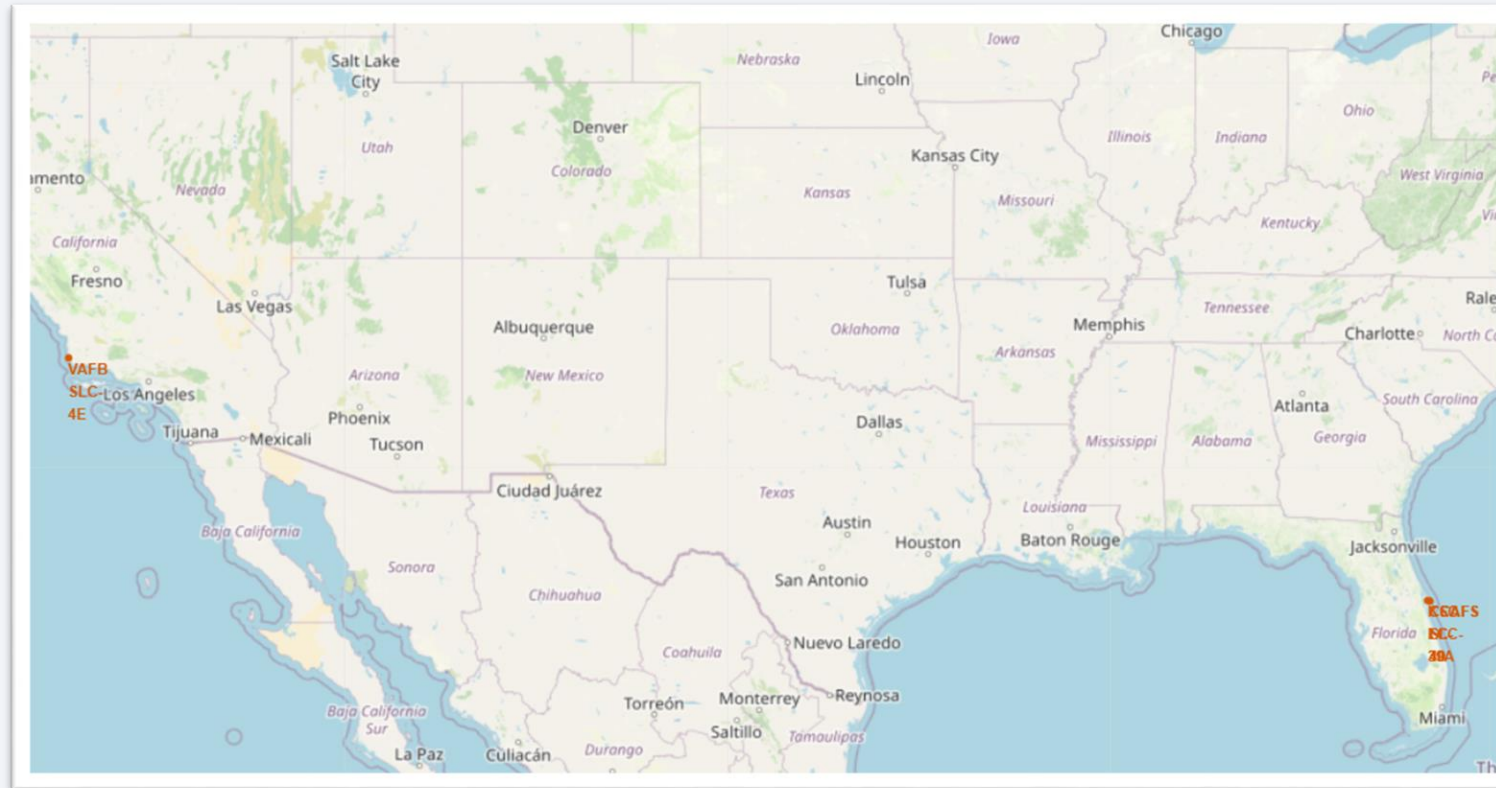 Chicago
Iowa
Salt Lake
City
Nebraska
Lincoln
Ohio
Denver
Utah
Illinois
Indiana
Kansas City
Colorado
West Virginia
amento
Nevada
Kansas
Missouri
Kentucky
California
Fresno
Tulsa
Las Vegas
Rale
Tennessee
Albuquerque
Memphis
Oklahoma
Charlotte
North C
Arkansas
VAFB
SLC-
4E
Los Angeles
Arizona
New Mexico
South Carolina
Atlanta
Phoenix
Dallas
Tijuana
Mexicali
Tucson
Mississippi
Alabama
Georgia
Ciudad Juárez
Texas
Louisiana
Austin
Baja California
Houston
Baton Rouge
Jacksonville
Sonora
San Antonio
Chihuahua
Florida
Nuevo Laredo
Coahuila
Reynosa
Torreón
Monterrey
Baja California
Sur
Miami
Saltillo
Tamaulipas
La Paz
Culiacán
Durango
Th